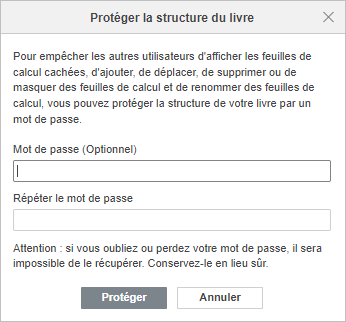 Protéger la structure du livre
Pour empêcher les autres utilisateurs d'afficher les feuilles de
calcul cachées, d'ajouter, de déplacer, de supprimer ou de
masquer des feuilles de calcul et de renommer des feuilles de
calcul, vous pouvez protéger la structure de votre livre par un
mot de passe.
Mot de passe (Optionnel)
Répéter le mot de passe
Attention : si vous oubliez ou perdez votre mot de passe, il sera
impossible de le récupérer. Conservez-le en lieu sûr.
Protéger Annuler